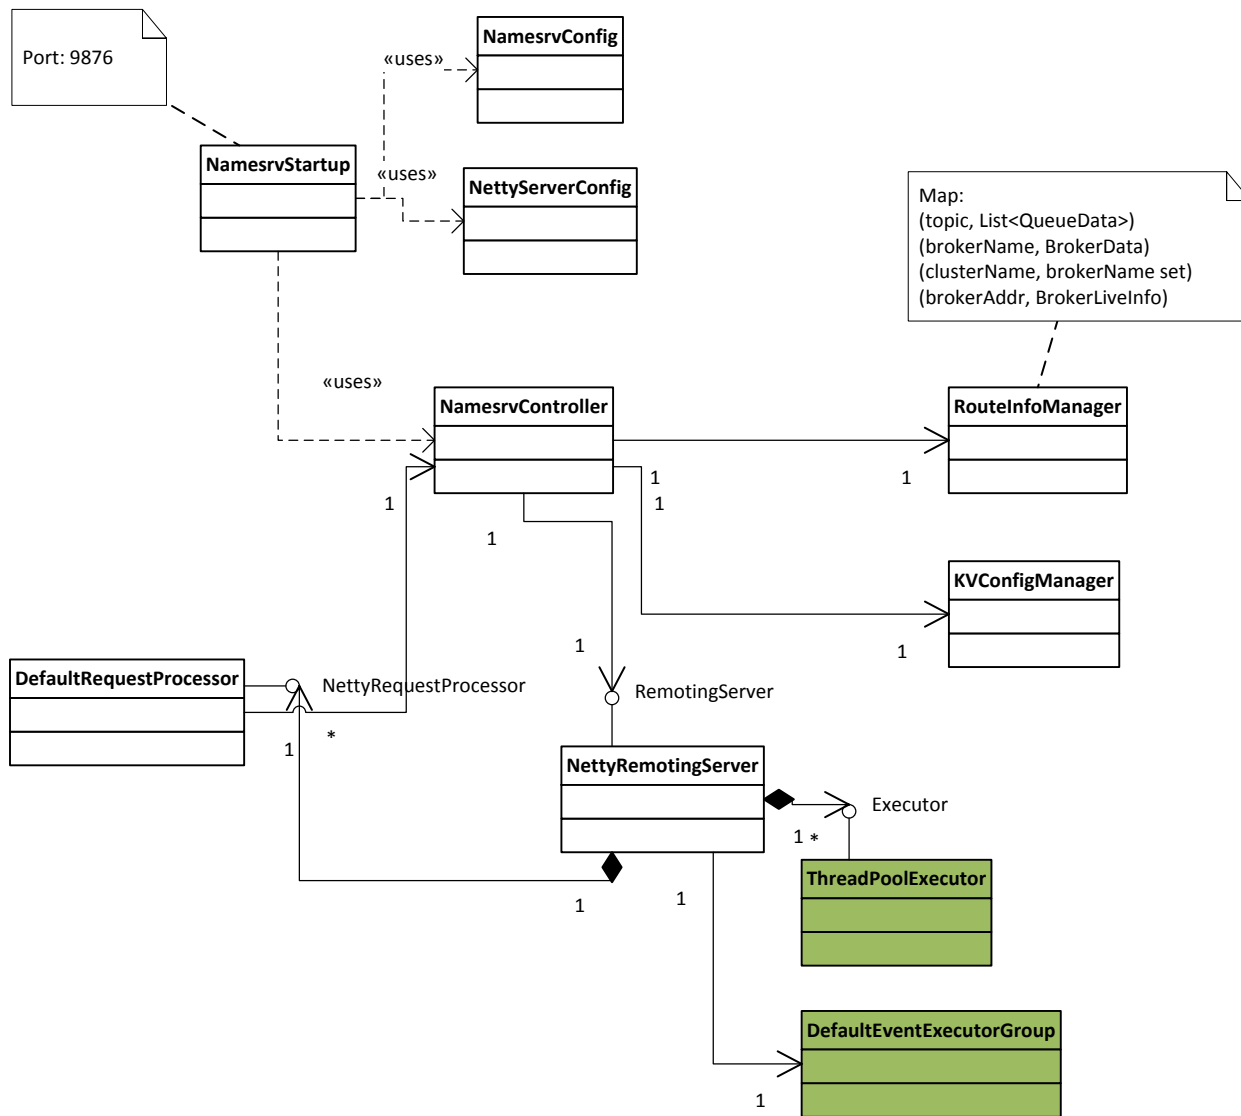 Port: 9876
NamesrvConfig
«uses»
NamesrvStartup
«uses»
NettyServerConfig
Map:
(topic, List<QueueData>)
(brokerName, BrokerData)
(clusterName, brokerName set)
(brokerAddr, BrokerLiveInfo)
«uses»
NamesrvController
RouteInfoManager
1
1
1
1
1
KVConfigManager
1
1
DefaultRequestProcessor
NettyRequestProcessor
RemotingServer
1
*
NettyRemotingServer
Executor
1
*
ThreadPoolExecutor
1
1
DefaultEventExecutorGroup
1